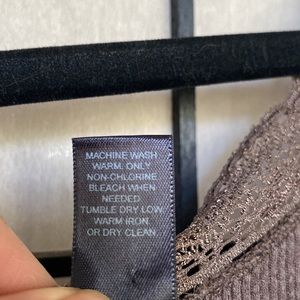 MACHINE WASH
WARM. ONLY
NON-CHLORINE
BLEACH WHEN
NEEDED
TUMBLE DRY LOW.
WARM IRON
OR DRY CLEAN.